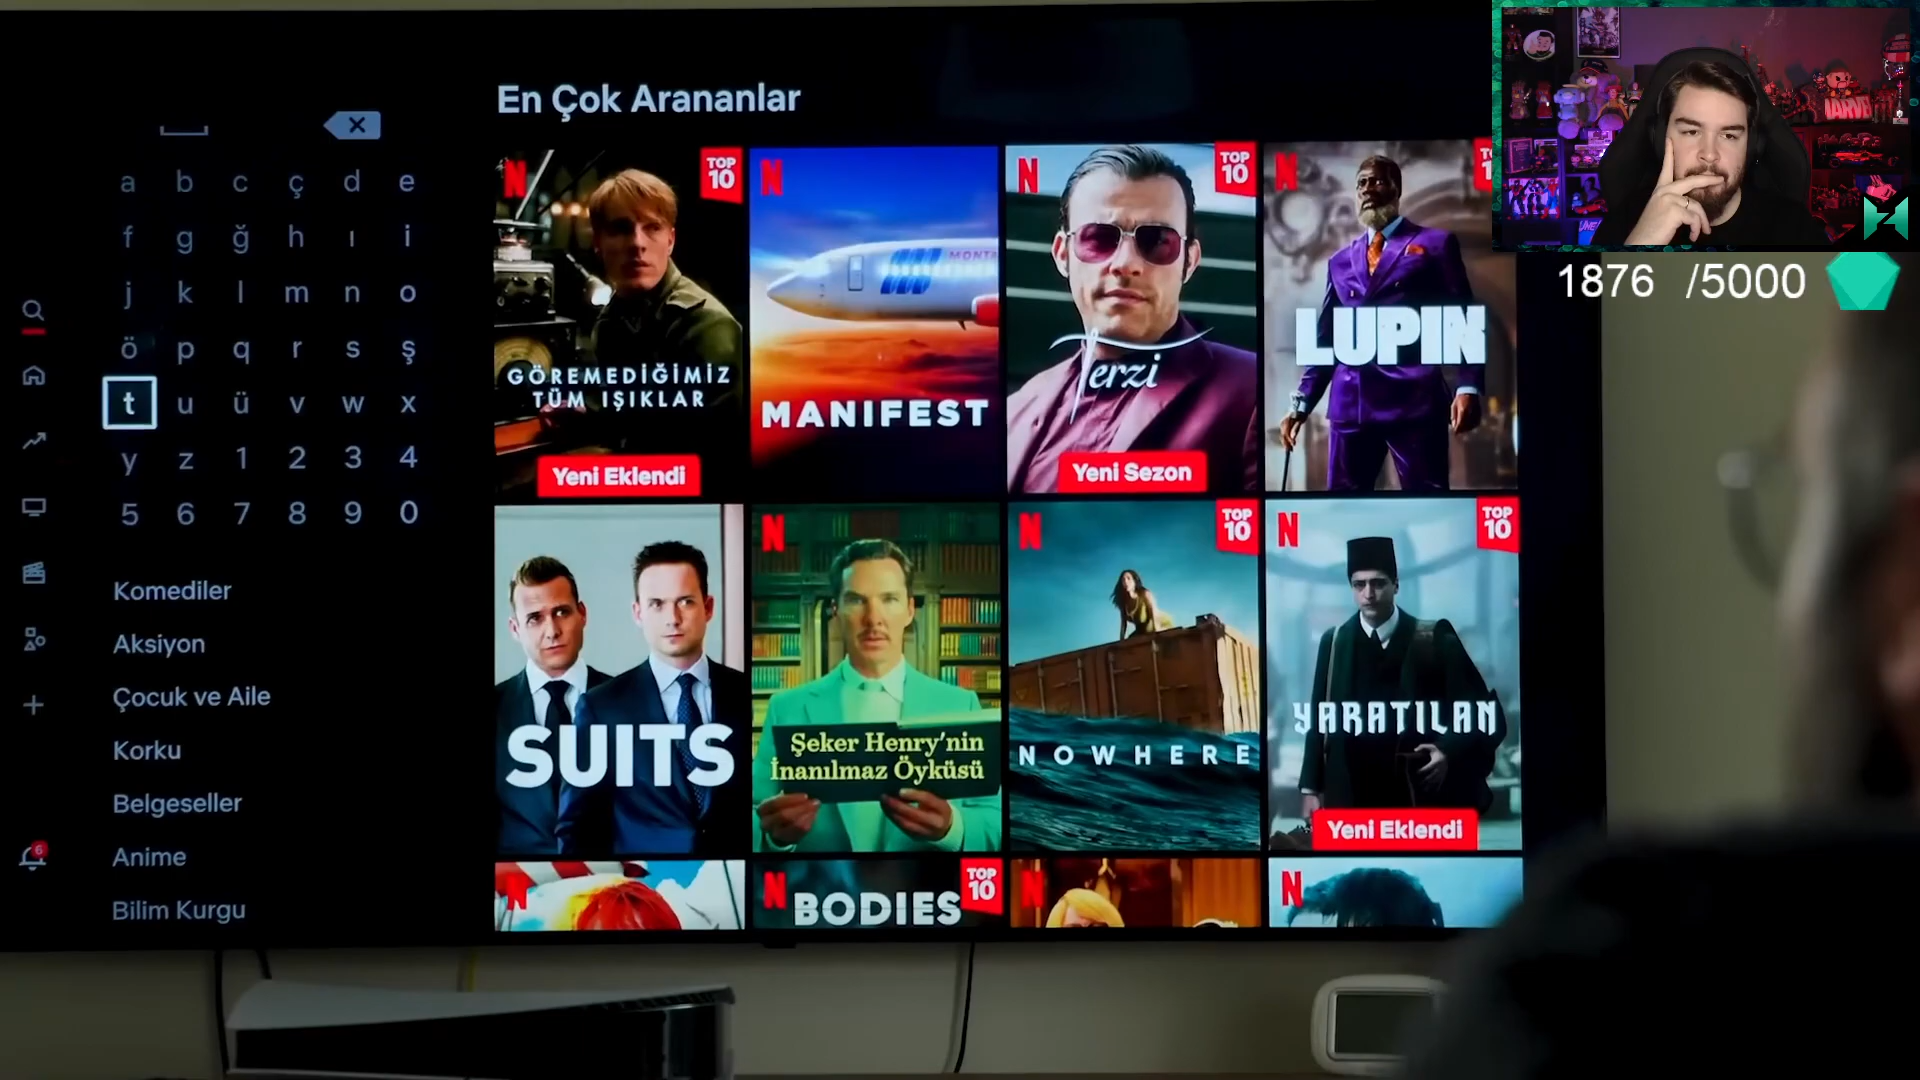 En Çok Arananlar
a b c ç d e
f g ğ h ı i
j k l m n o
ö p q r s ş
t u ü v w x
y z 1 2 3 4
5 6 7 8 9 0
Komediler
Aksiyon
Çocuk ve Aile
Korku
Belgeseller
Anime
Bilim Kurgu
6
N
TOP
10
GÖREMEDİĞİMİZ
TÜM IŞIKLAR
Yeni Eklendi
N
MONTA
MANIFEST
N
TOP
10
Terzi
Yeni Sezon
N
LUPIN
SUITS
N
Şeker Henry'nin
İnanılmaz Öyküsü
N
TOP
10
NOWHERE
N
TOP
10
YARATILAN
Yeni Eklendi
N
N
BODIES
TOP
10
N
N
MARVEL
Z
1876 /5000